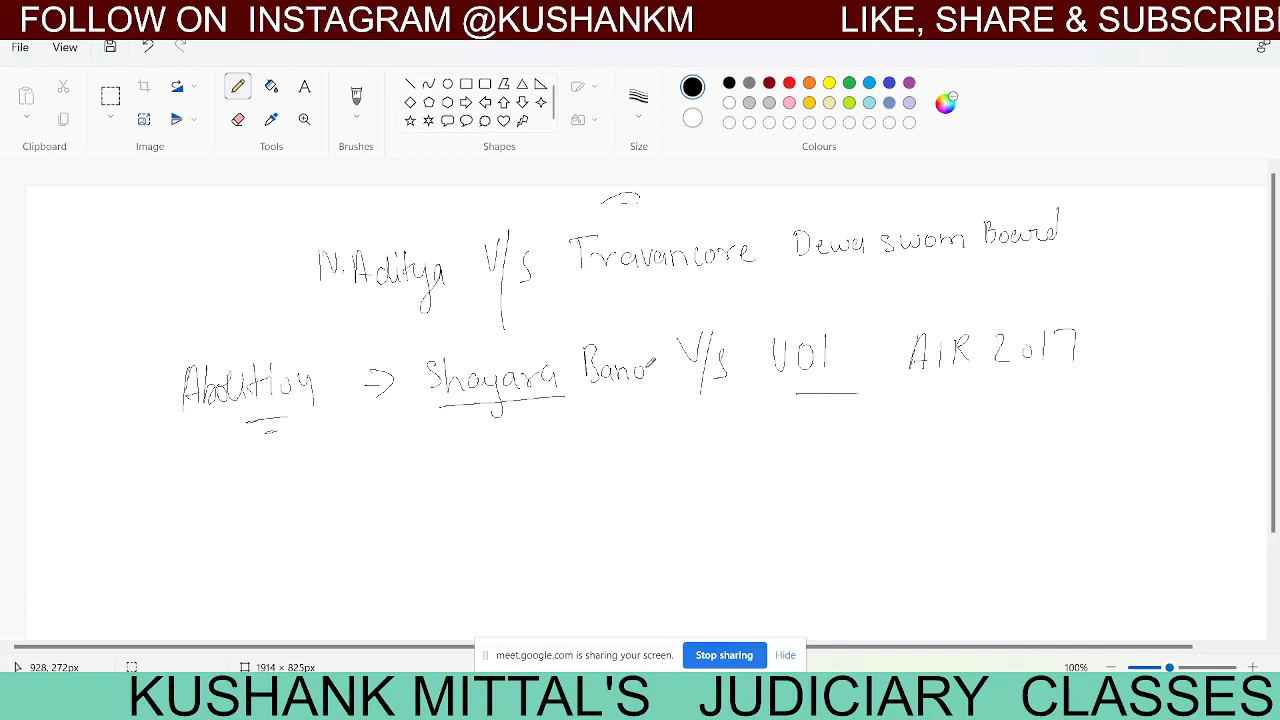 FOLLOW ON INSTAGRAM @KUSHANKM LIKE, SHARE & SUBSCRIB
File View
Clipboard Image Tools Brushes Shapes Size Colours
N. Aditya V/s Travancore Dewaswom Board
Abolition → Shayara Bano V/s UOI AIR 2017
meet.google.com is sharing your screen. Stop sharing Hide
928, 272px 1914 × 825px 100%
KUSHANK MITTAL'S JUDICIARY CLASSES